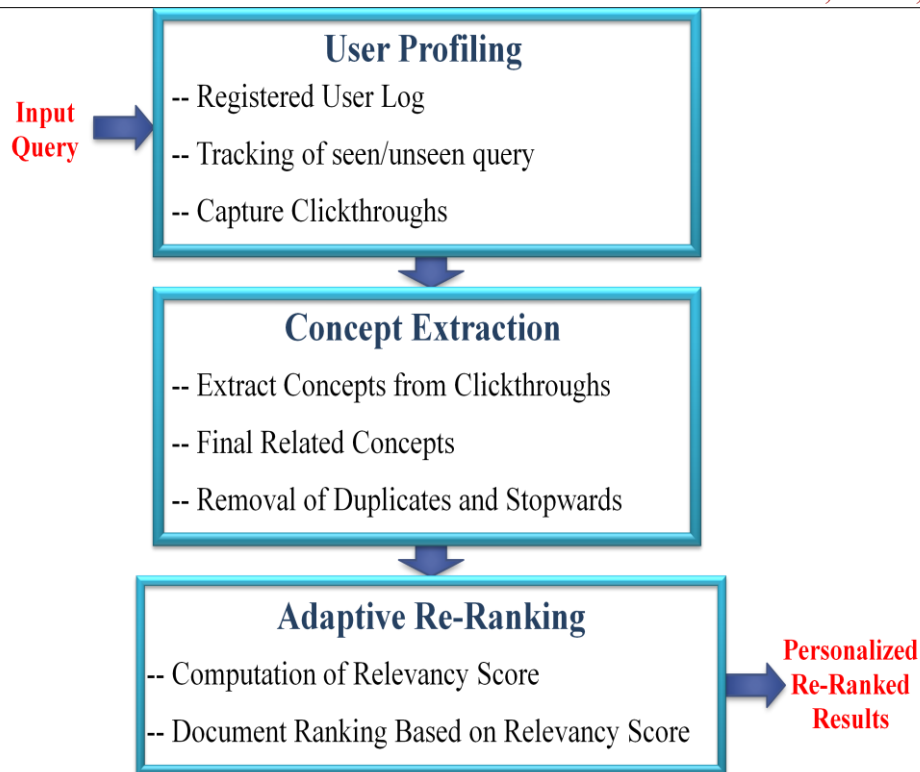 User Profiling
Input
Query
-- Registered User Log
-- Tracking of seen/unseen query
-- Capture Clickthroughs
Concept Extraction
-- Extract Concepts from Clickthroughs
-- Final Related Concepts
-- Removal of Duplicates and Stopwards
Adaptive Re-Ranking
-- Computation of Relevancy Score
-- Document Ranking Based on Relevancy Score
Personalized
Re-Ranked
Results